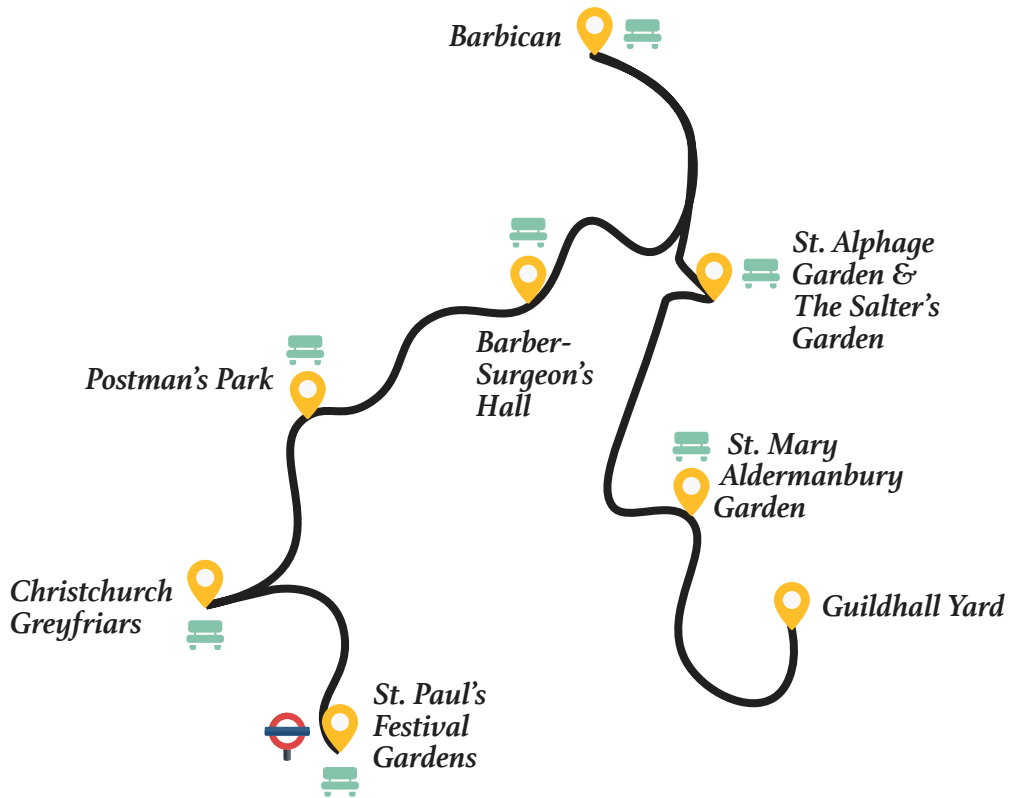 Barbican
St. Alphage
Garden &
The Salter's
Garden
Barber-
Surgeon's
Hall
Postman's Park
St. Mary
Aldermanbury
Garden
Christchurch
Greyfriars
Guildhall Yard
St. Paul's
Festival
Gardens